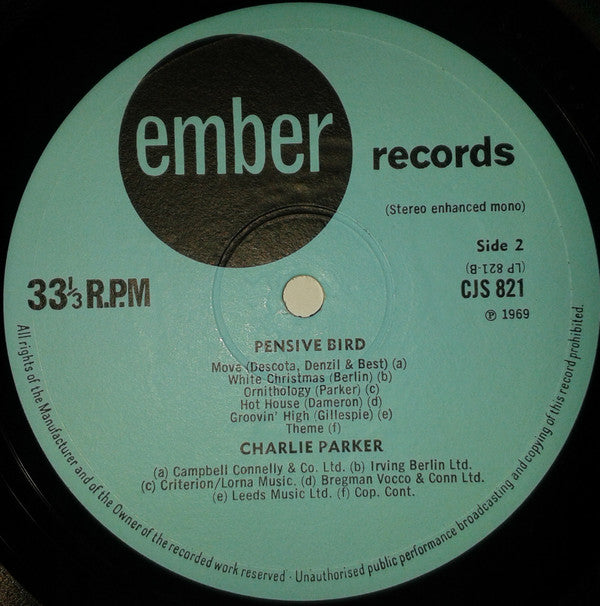 ember
records
(Stereo enhanced mono)
Side 2
(LP 821-B)
33⅓ R.P.M
CJS 821
℗ 1969
PENSIVE BIRD
Mova (Descota, Denzil & Best) (a)
White Christmas (Berlin) (b)
Ornithology (Parker) (c)
Hot House (Dameron) (d)
Groovin' High (Gillespie) (e)
Theme (f)
CHARLIE PARKER
(a) Campbell Connelly & Co. Ltd. (b) Irving Berlin Ltd.
(c) Criterion/Lorna Music. (d) Bregman Vocco & Conn Ltd.
(e) Leeds Music Ltd. (f) Cop. Cont.
All rights of the Manufacturer and of the Owner of the recorded work reserved · Unauthorised public performance broadcasting and copying of this record prohibited.